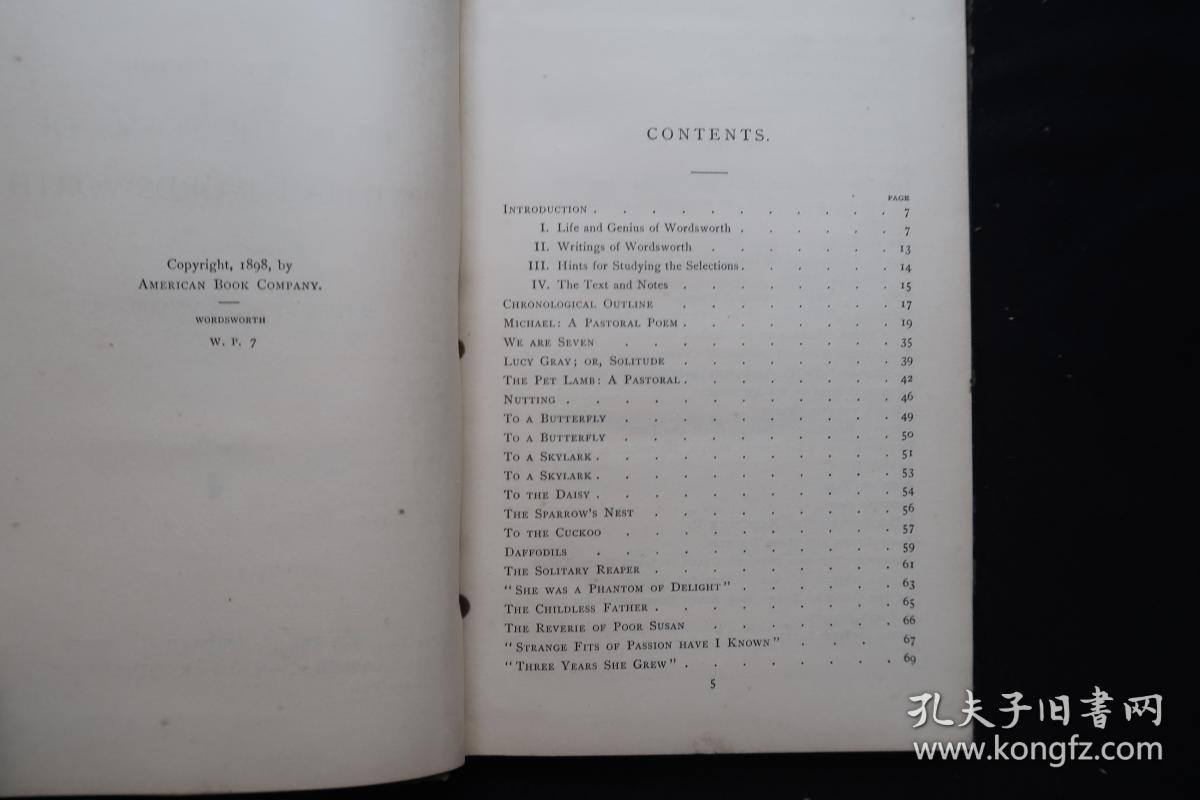 Copyright, 1898, by
AMERICAN BOOK COMPANY.
WORDSWORTH
W. P. 7
CONTENTS.
PAGE
INTRODUCTION . . . . . . . . . . . 7
I. Life and Genius of Wordsworth . . . . . . 7
II. Writings of Wordsworth . . . . . . . 13
III. Hints for Studying the Selections . . . . . . 14
IV. The Text and Notes . . . . . . . . 15
CHRONOLOGICAL OUTLINE . . . . . . . . 17
MICHAEL: A PASTORAL POEM . . . . . . . . 19
WE ARE SEVEN . . . . . . . . . . 35
LUCY GRAY; OR, SOLITUDE . . . . . . . . 39
THE PET LAMB: A PASTORAL . . . . . . . . 42
NUTTING . . . . . . . . . . . . 46
TO A BUTTERFLY . . . . . . . . . . 49
TO A BUTTERFLY . . . . . . . . . . 50
TO A SKYLARK . . . . . . . . . . . 51
TO A SKYLARK . . . . . . . . . . . 53
TO THE DAISY . . . . . . . . . . . 54
THE SPARROW'S NEST . . . . . . . . . 56
TO THE CUCKOO . . . . . . . . . . 57
DAFFODILS . . . . . . . . . . . 59
THE SOLITARY REAPER . . . . . . . . . 61
"SHE WAS A PHANTOM OF DELIGHT" . . . . . . 63
THE CHILDLESS FATHER . . . . . . . . . 65
THE REVERIE OF POOR SUSAN . . . . . . . 66
"STRANGE FITS OF PASSION HAVE I KNOWN" . . . . 67
"THREE YEARS SHE GREW" . . . . . . . . 69
5
孔夫子旧书网
www.kongfz.com